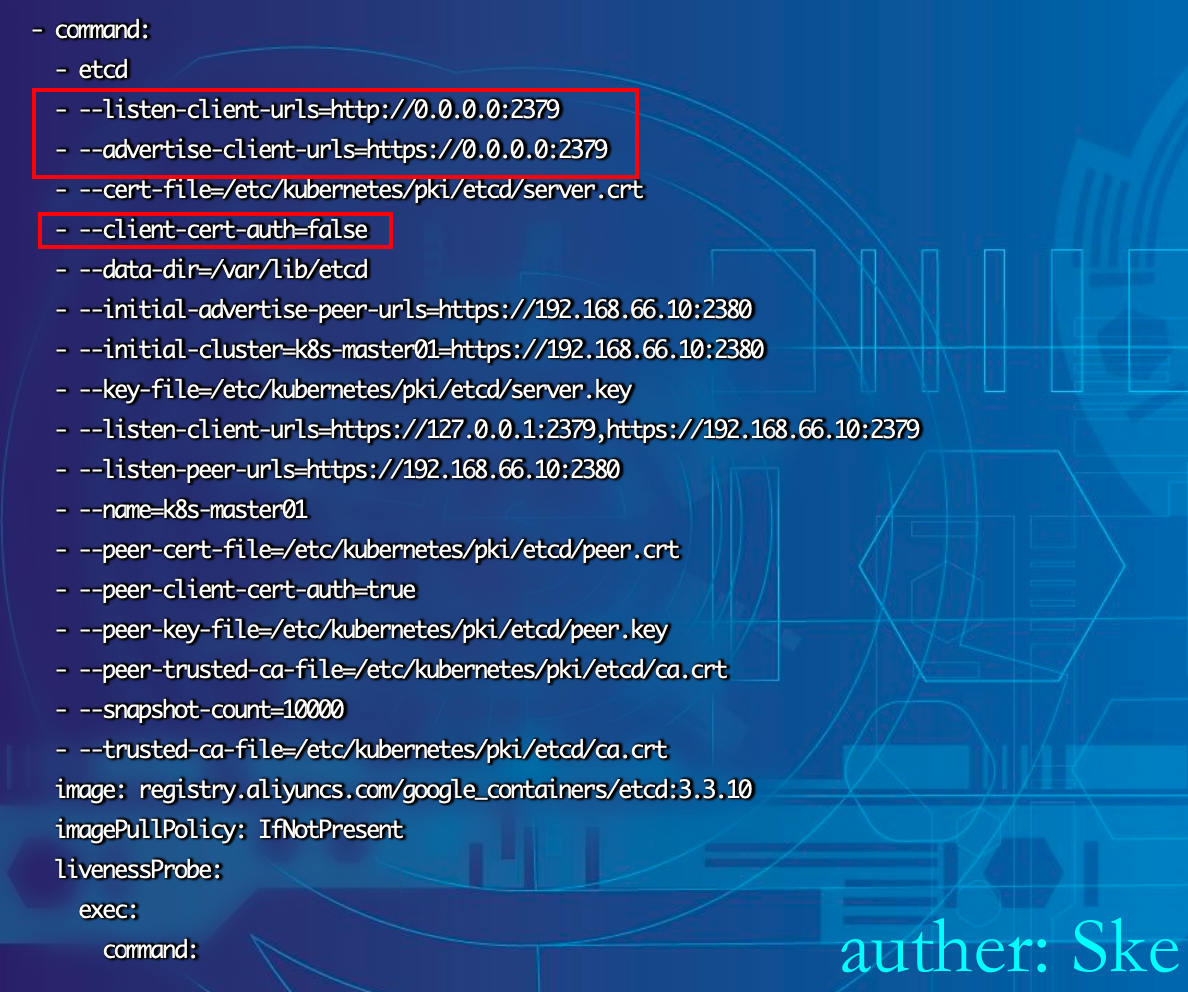 - command:
- etcd
- --listen-client-urls=http://0.0.0.0:2379
- --advertise-client-urls=https://0.0.0.0:2379
- --cert-file=/etc/kubernetes/pki/etcd/server.crt
- --client-cert-auth=false
- --data-dir=/var/lib/etcd
- --initial-advertise-peer-urls=https://192.168.66.10:2380
- --initial-cluster=k8s-master01=https://192.168.66.10:2380
- --key-file=/etc/kubernetes/pki/etcd/server.key
- --listen-client-urls=https://127.0.0.1:2379,https://192.168.66.10:2379
- --listen-peer-urls=https://192.168.66.10:2380
- --name=k8s-master01
- --peer-cert-file=/etc/kubernetes/pki/etcd/peer.crt
- --peer-client-cert-auth=true
- --peer-key-file=/etc/kubernetes/pki/etcd/peer.key
- --peer-trusted-ca-file=/etc/kubernetes/pki/etcd/ca.crt
- --snapshot-count=10000
- --trusted-ca-file=/etc/kubernetes/pki/etcd/ca.crt
image: registry.aliyuncs.com/google_containers/etcd:3.3.10
imagePullPolicy: IfNotPresent
livenessProbe:
exec:
command:
auther: Ske